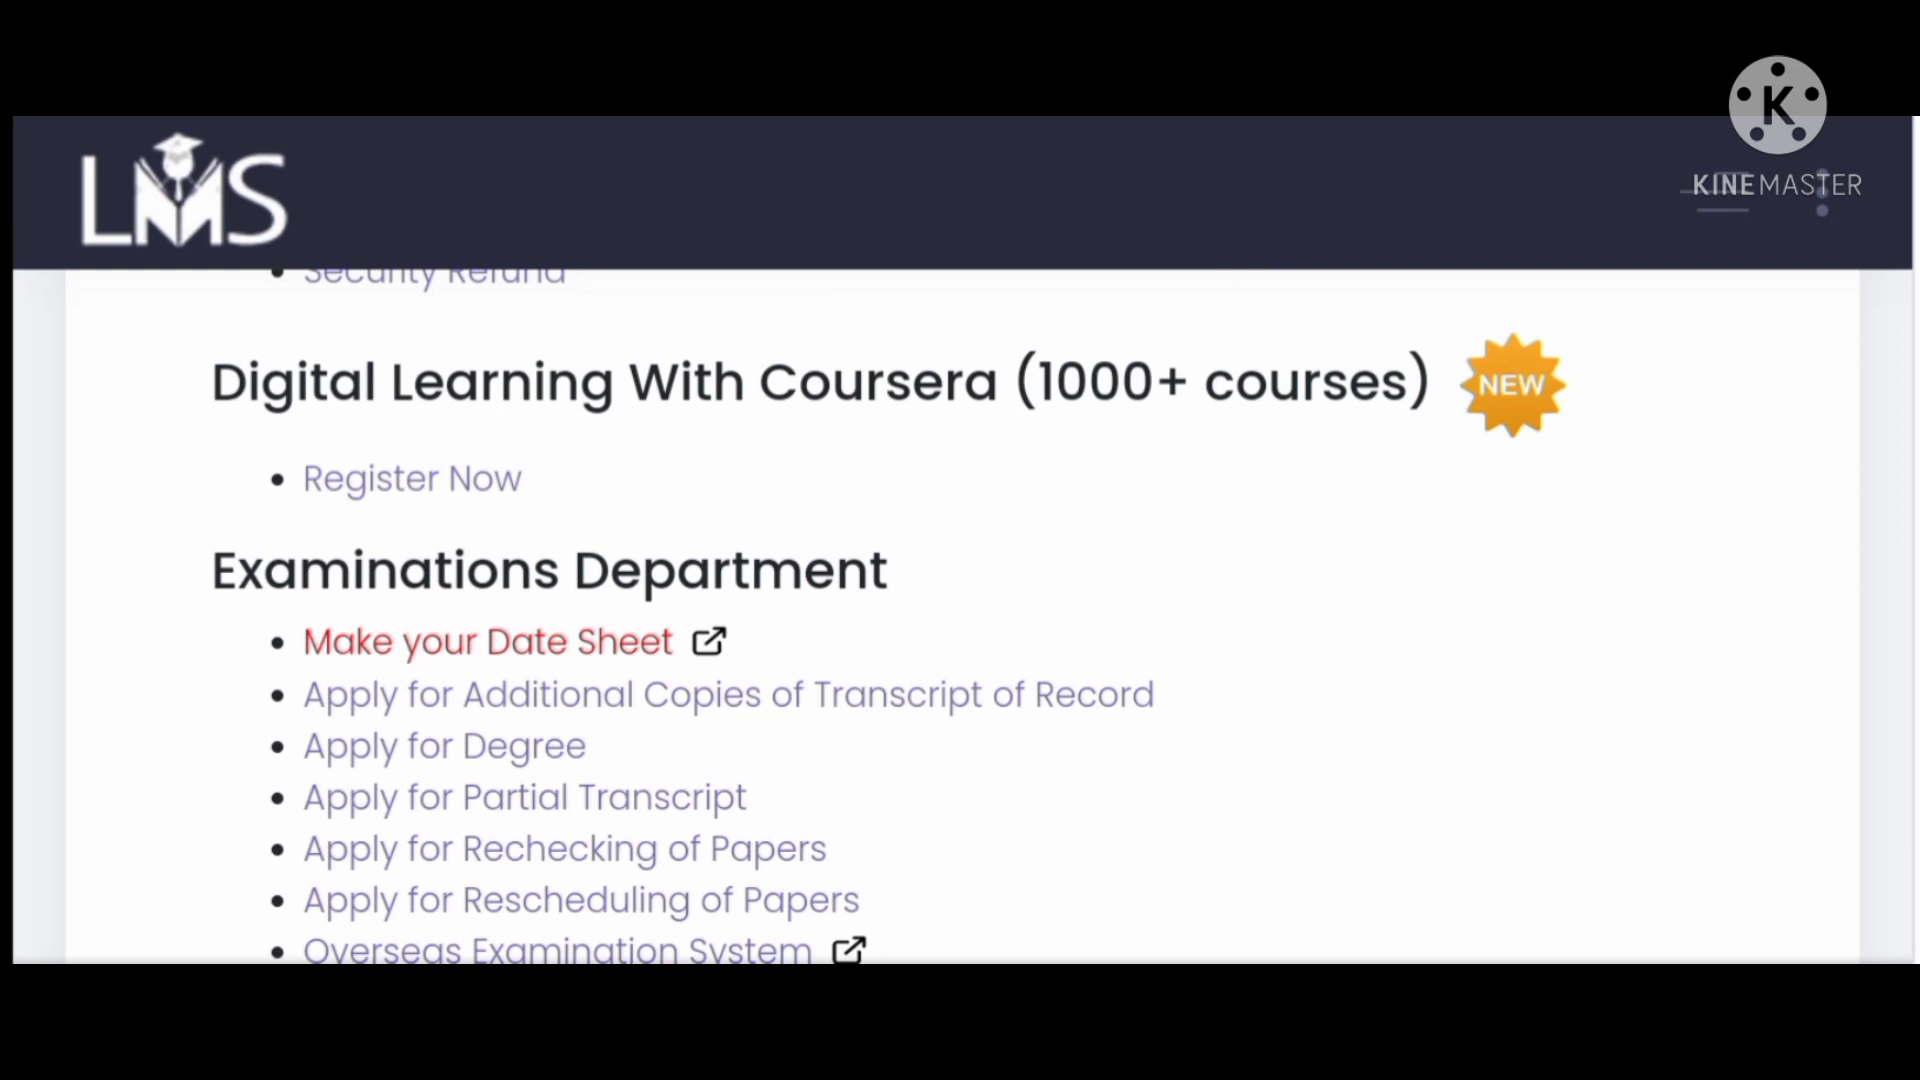 KINEMASTER
LMS
Security Refund
Digital Learning With Coursera (1000+ courses) NEW
Register Now
Examinations Department
Make your Date Sheet
Apply for Additional Copies of Transcript of Record
Apply for Degree
Apply for Partial Transcript
Apply for Rechecking of Papers
Apply for Rescheduling of Papers
Overseas Examination System